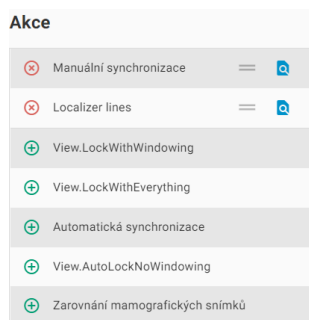 Akce
Manuální synchronizace
Localizer lines
View.LockWithWindowing
View.LockWithEverything
Automatická synchronizace
View.AutoLockNoWindowing
Zarovnání mamografických snímků